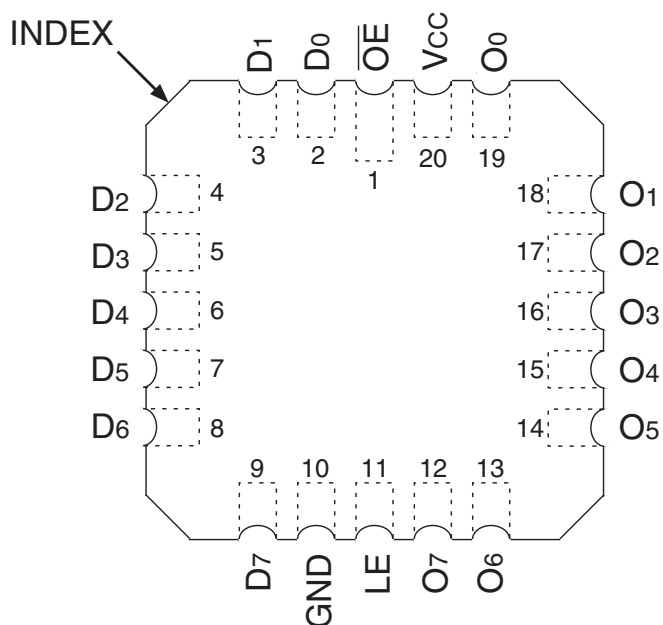 INDEX
D1 D0 O̅E̅ VCC O0
3 2 1 20 19
D2 4 18 O1
D3 5 17 O2
D4 6 16 O3
D5 7 15 O4
D6 8 14 O5
9 10 11 12 13
D7 GND LE O7 O6